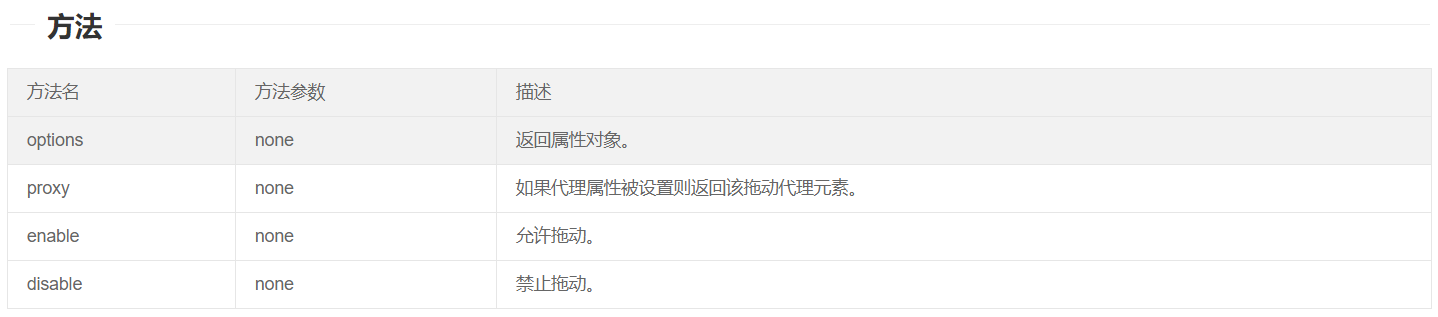 方法
方法名 方法参数 描述
options none 返回属性对象。
proxy none 如果代理属性被设置则返回该拖动代理元素。
enable none 允许拖动。
disable none 禁止拖动。